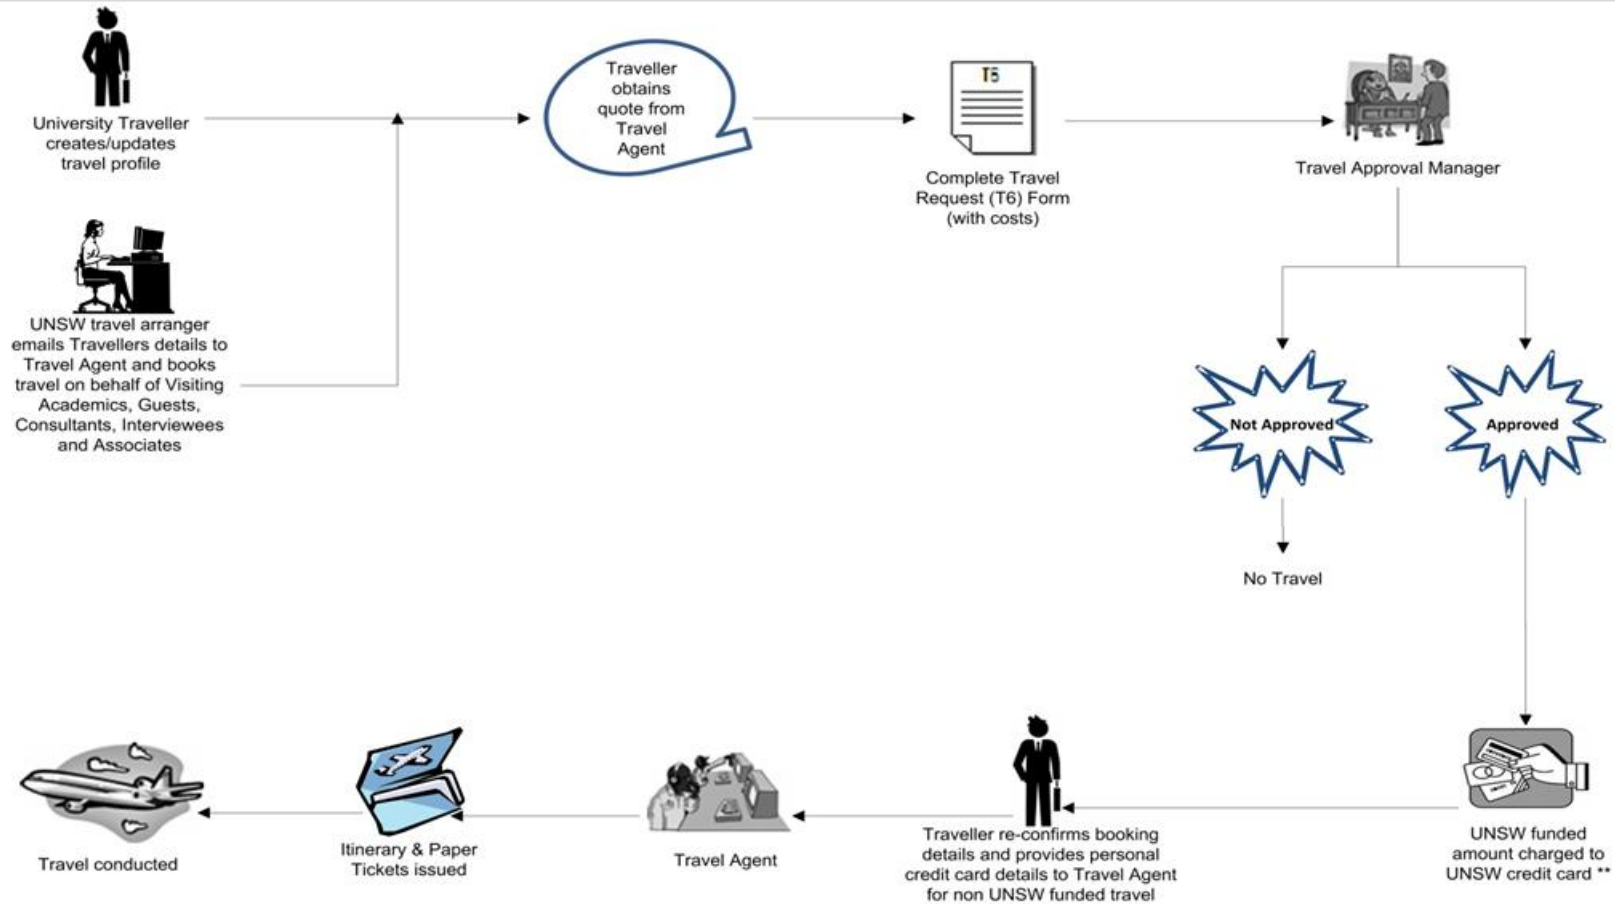 University Traveller
creates/updates
travel profile
Traveller
obtains
quote from
Travel
Agent
T6
Complete Travel
Request (T6) Form
(with costs)
Travel Approval Manager
UNSW travel arranger
emails Travellers details to
Travel Agent and books
travel on behalf of Visiting
Academics, Guests,
Consultants, Interviewees
and Associates
Not Approved
Approved
No Travel
UNSW funded
amount charged to
UNSW credit card **
Traveller re-confirms booking
details and provides personal
credit card details to Travel Agent
for non UNSW funded travel
Travel Agent
Itinerary & Paper
Tickets issued
Travel conducted